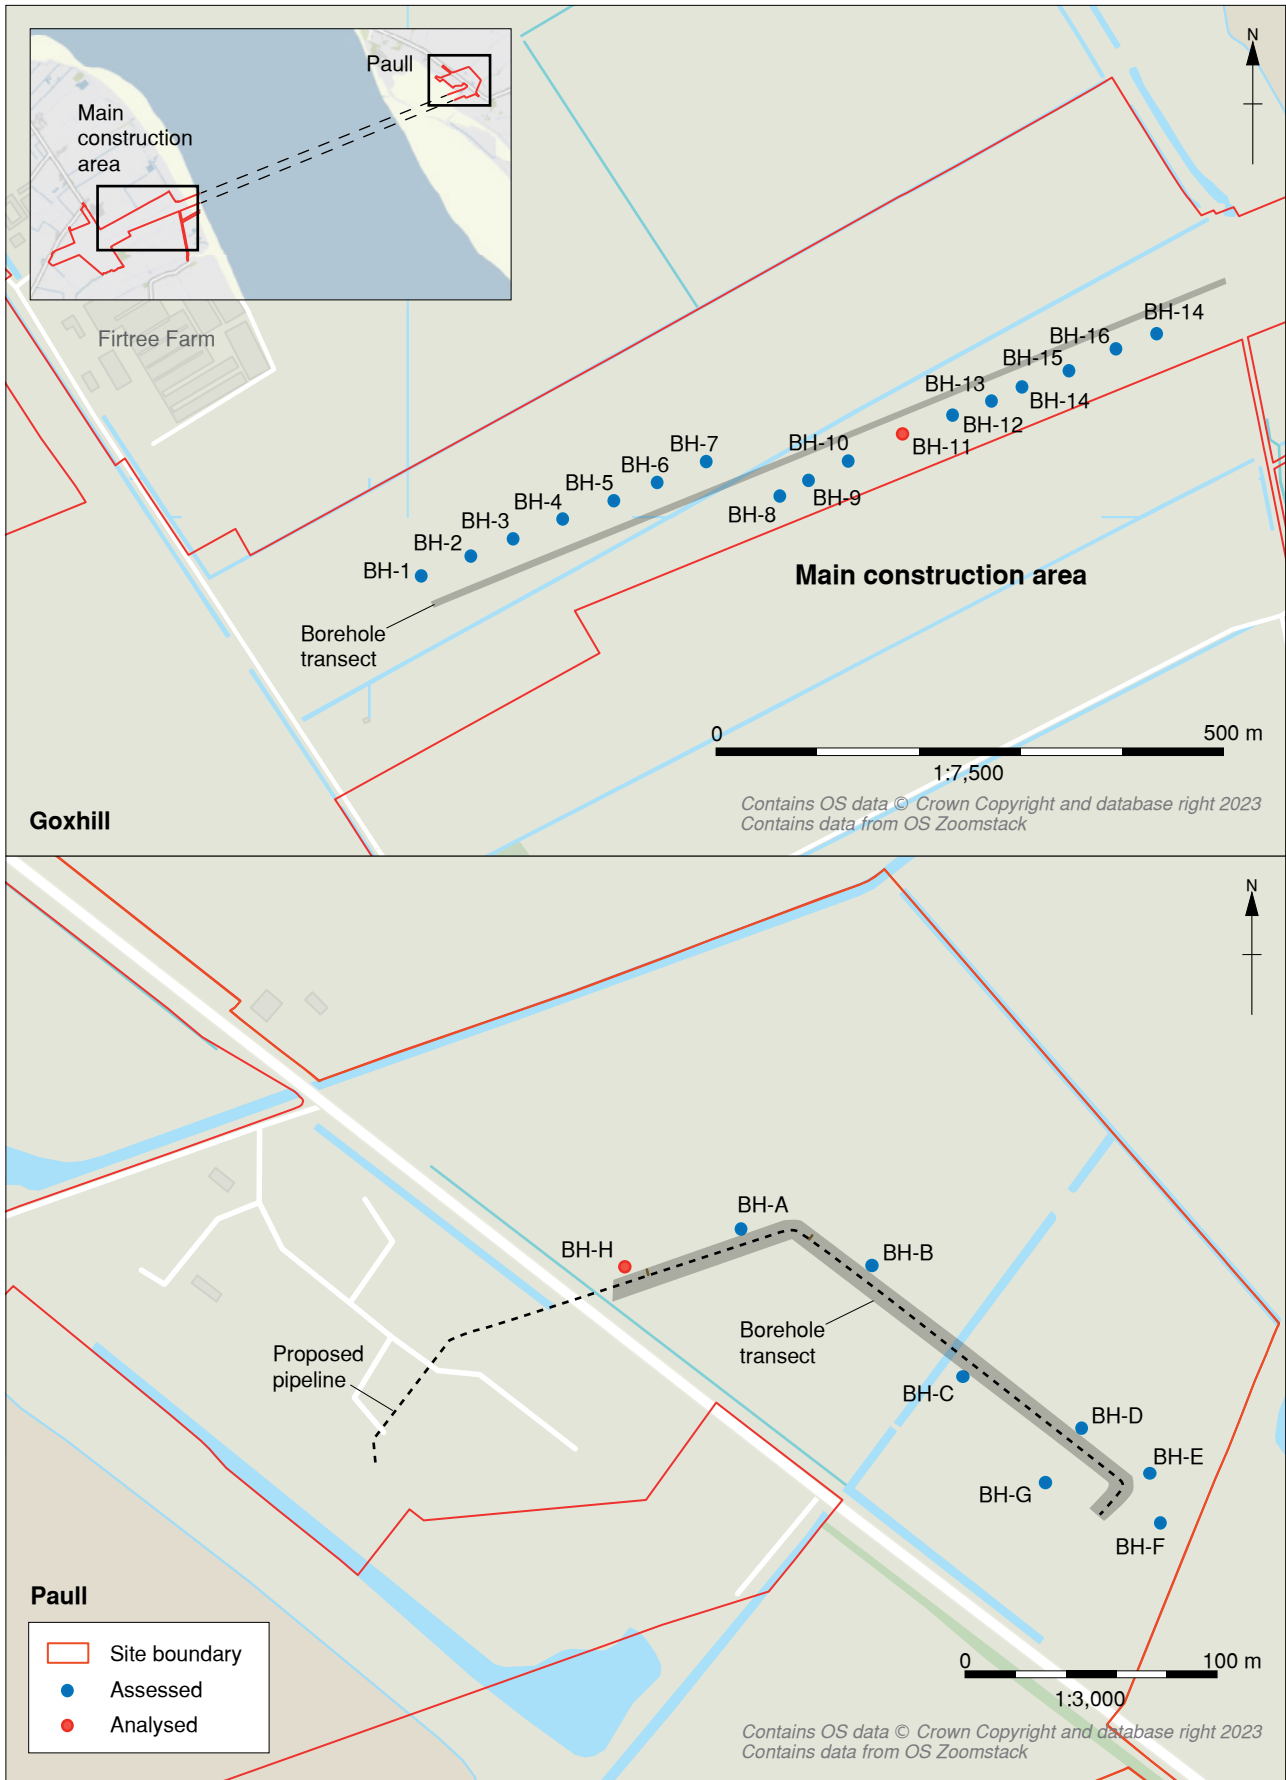 Paull
Main
construction
area
N
Firtree Farm
BH-14
BH-16
BH-15
BH-13
BH-14
BH-12
BH-11
BH-10
BH-9
BH-8
BH-7
BH-6
BH-5
BH-4
BH-3
BH-2
BH-1
Main construction area
Borehole
transect
0 500 m
1:7,500
Contains OS data © Crown Copyright and database right 2023
Contains data from OS Zoomstack
Goxhill
N
BH-A
BH-H
BH-B
Borehole
transect
Proposed
pipeline
BH-C
BH-D
BH-E
BH-G
BH-F
Paull
Site boundary
Assessed
Analysed
0 100 m
1:3,000
Contains OS data © Crown Copyright and database right 2023
Contains data from OS Zoomstack